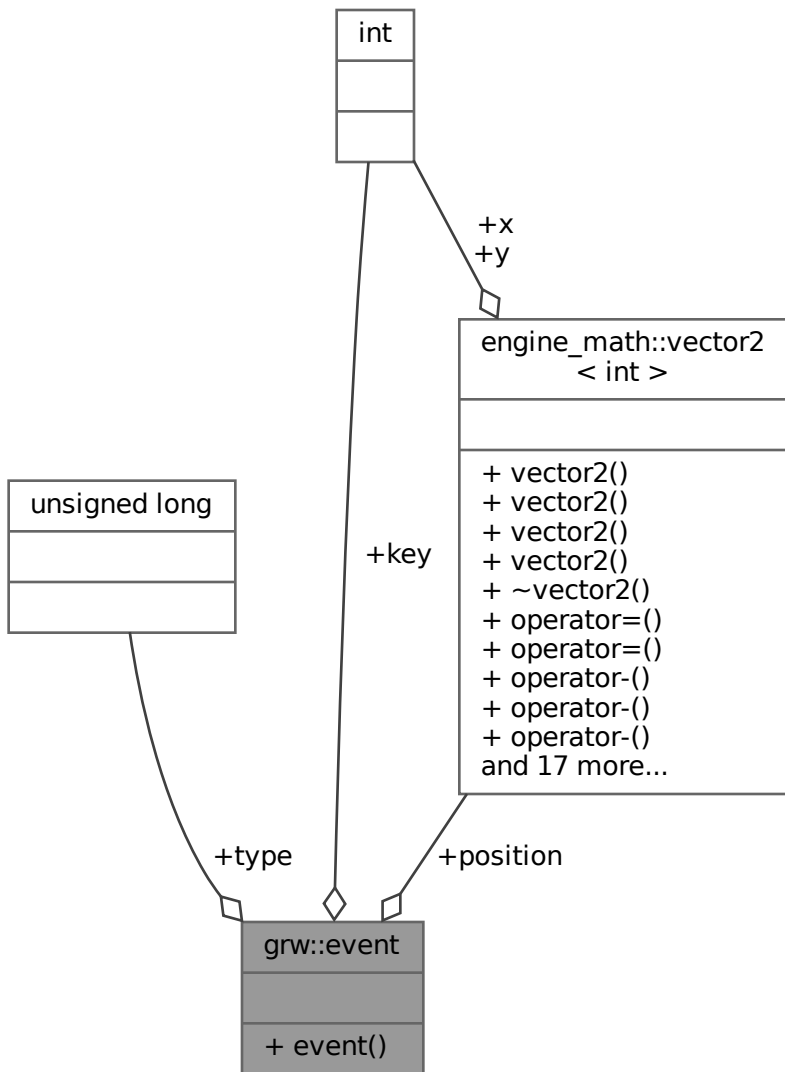 int
+x
+y
engine_math::vector2
< int >
+ vector2()
+ vector2()
+ vector2()
+ vector2()
+ ~vector2()
+ operator=()
+ operator=()
+ operator-()
+ operator-()
+ operator-()
and 17 more...
unsigned long
+key
+type
+position
grw::event
+ event()